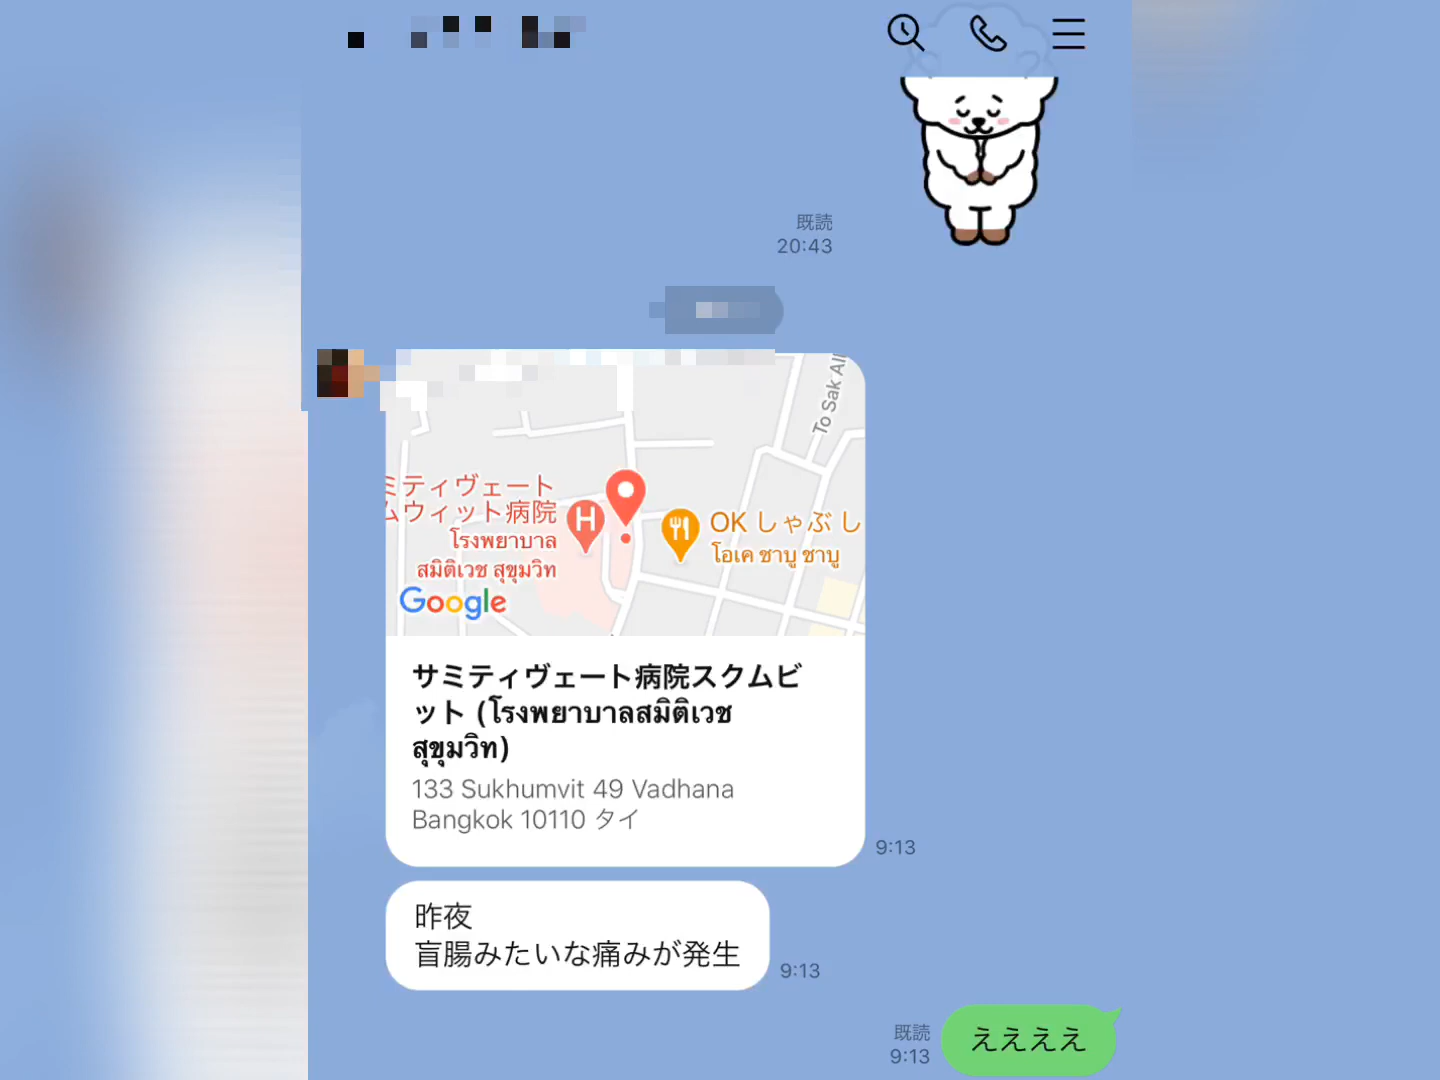 既読
20:43
To Sak All
ミティヴェート
ムウィット病院
โรงพยาบาล
สมิติเวช สุขุมวิท
H
OK しゃぶし
โอเค ชาบู ชาบู
Google
サミティヴェート病院スクムビ
ット (โรงพยาบาลสมิติเวช
สุขุมวิท)
133 Sukhumvit 49 Vadhana
Bangkok 10110 タイ
9:13
昨夜
盲腸みたいな痛みが発生
9:13
既読
9:13
ええええ